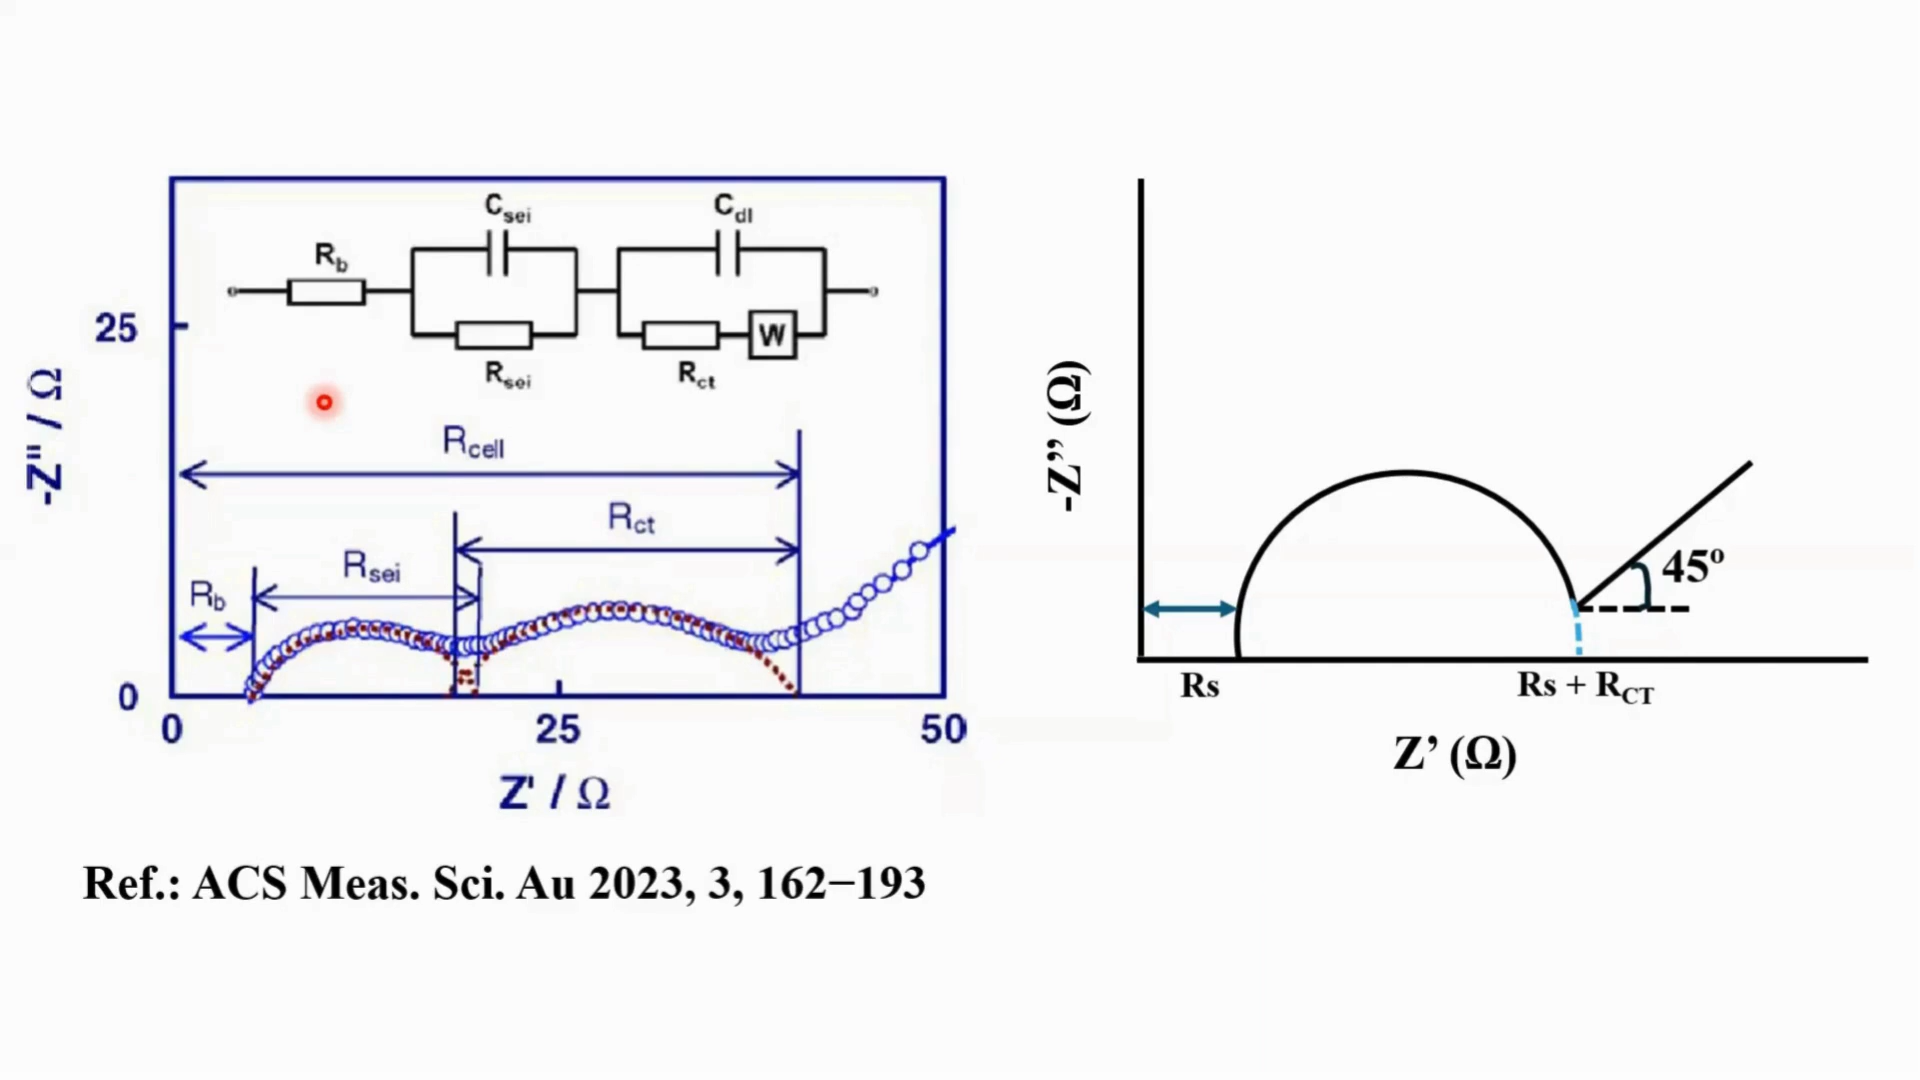 C_sei
C_dl
R_b
W
R_sei
R_ct
25
-Z" / Ω
R_cell
R_ct
R_sei
R_b
0
0 25 50
Z' / Ω
-Z’’ (Ω)
45º
Rs
Rs + R_CT
Z’ (Ω)
Ref.: ACS Meas. Sci. Au 2023, 3, 162−193